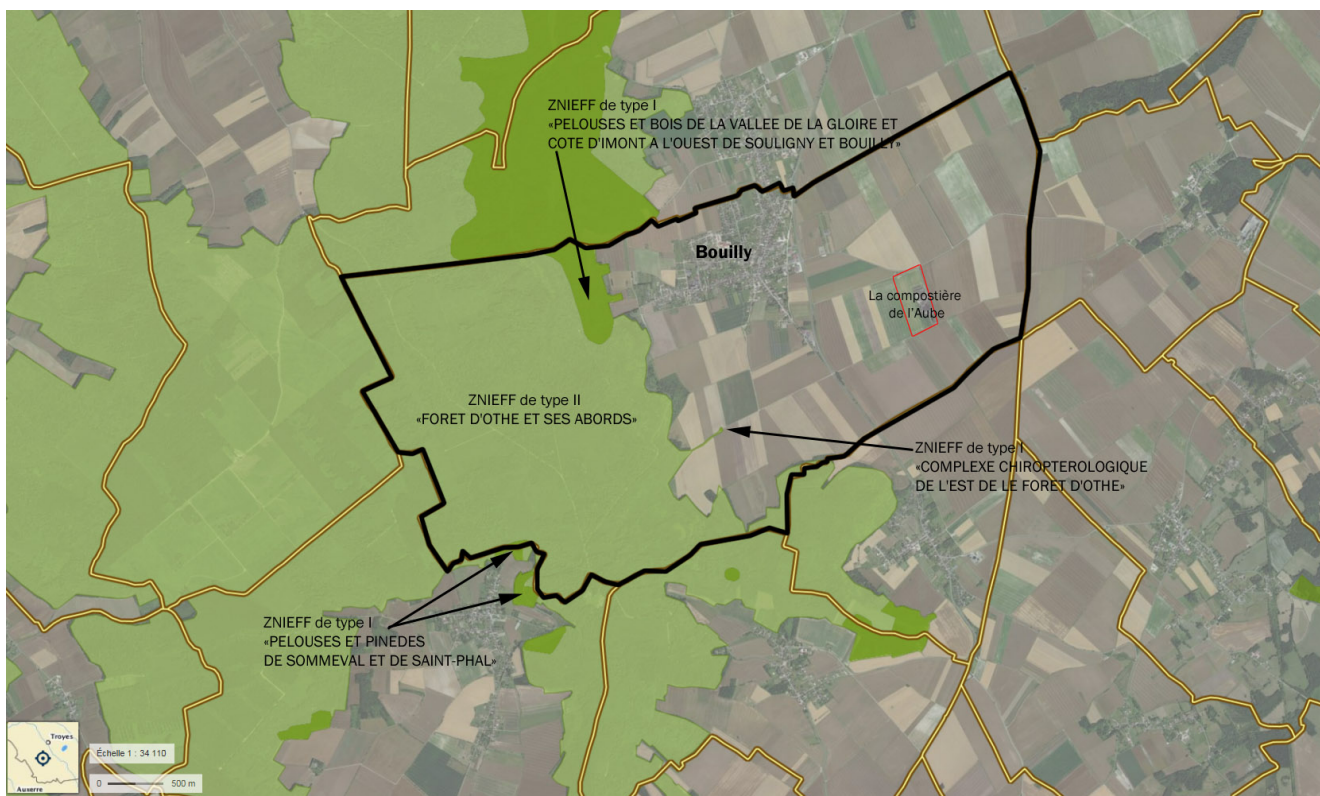 ZNIEFF de type I
«PELOUSES ET BOIS DE LA VALLEE DE LA GLOIRE ET
COTE D'IMONT A L'OUEST DE SOULIGNY ET BOUILLY»
Bouilly
La compostière
de l'Aube
ZNIEFF de type II
«FORET D'OTHE ET SES ABORDS»
ZNIEFF de type I
«COMPLEXE CHIROPTEROLOGIQUE
DE L'EST DE LE FORET D'OTHE»
ZNIEFF de type I
«PELOUSES ET PINEDES
DE SOMMEVAL ET DE SAINT-PHAL»
Troyes
Auxerre
Échelle 1 : 34 110
0 500 m